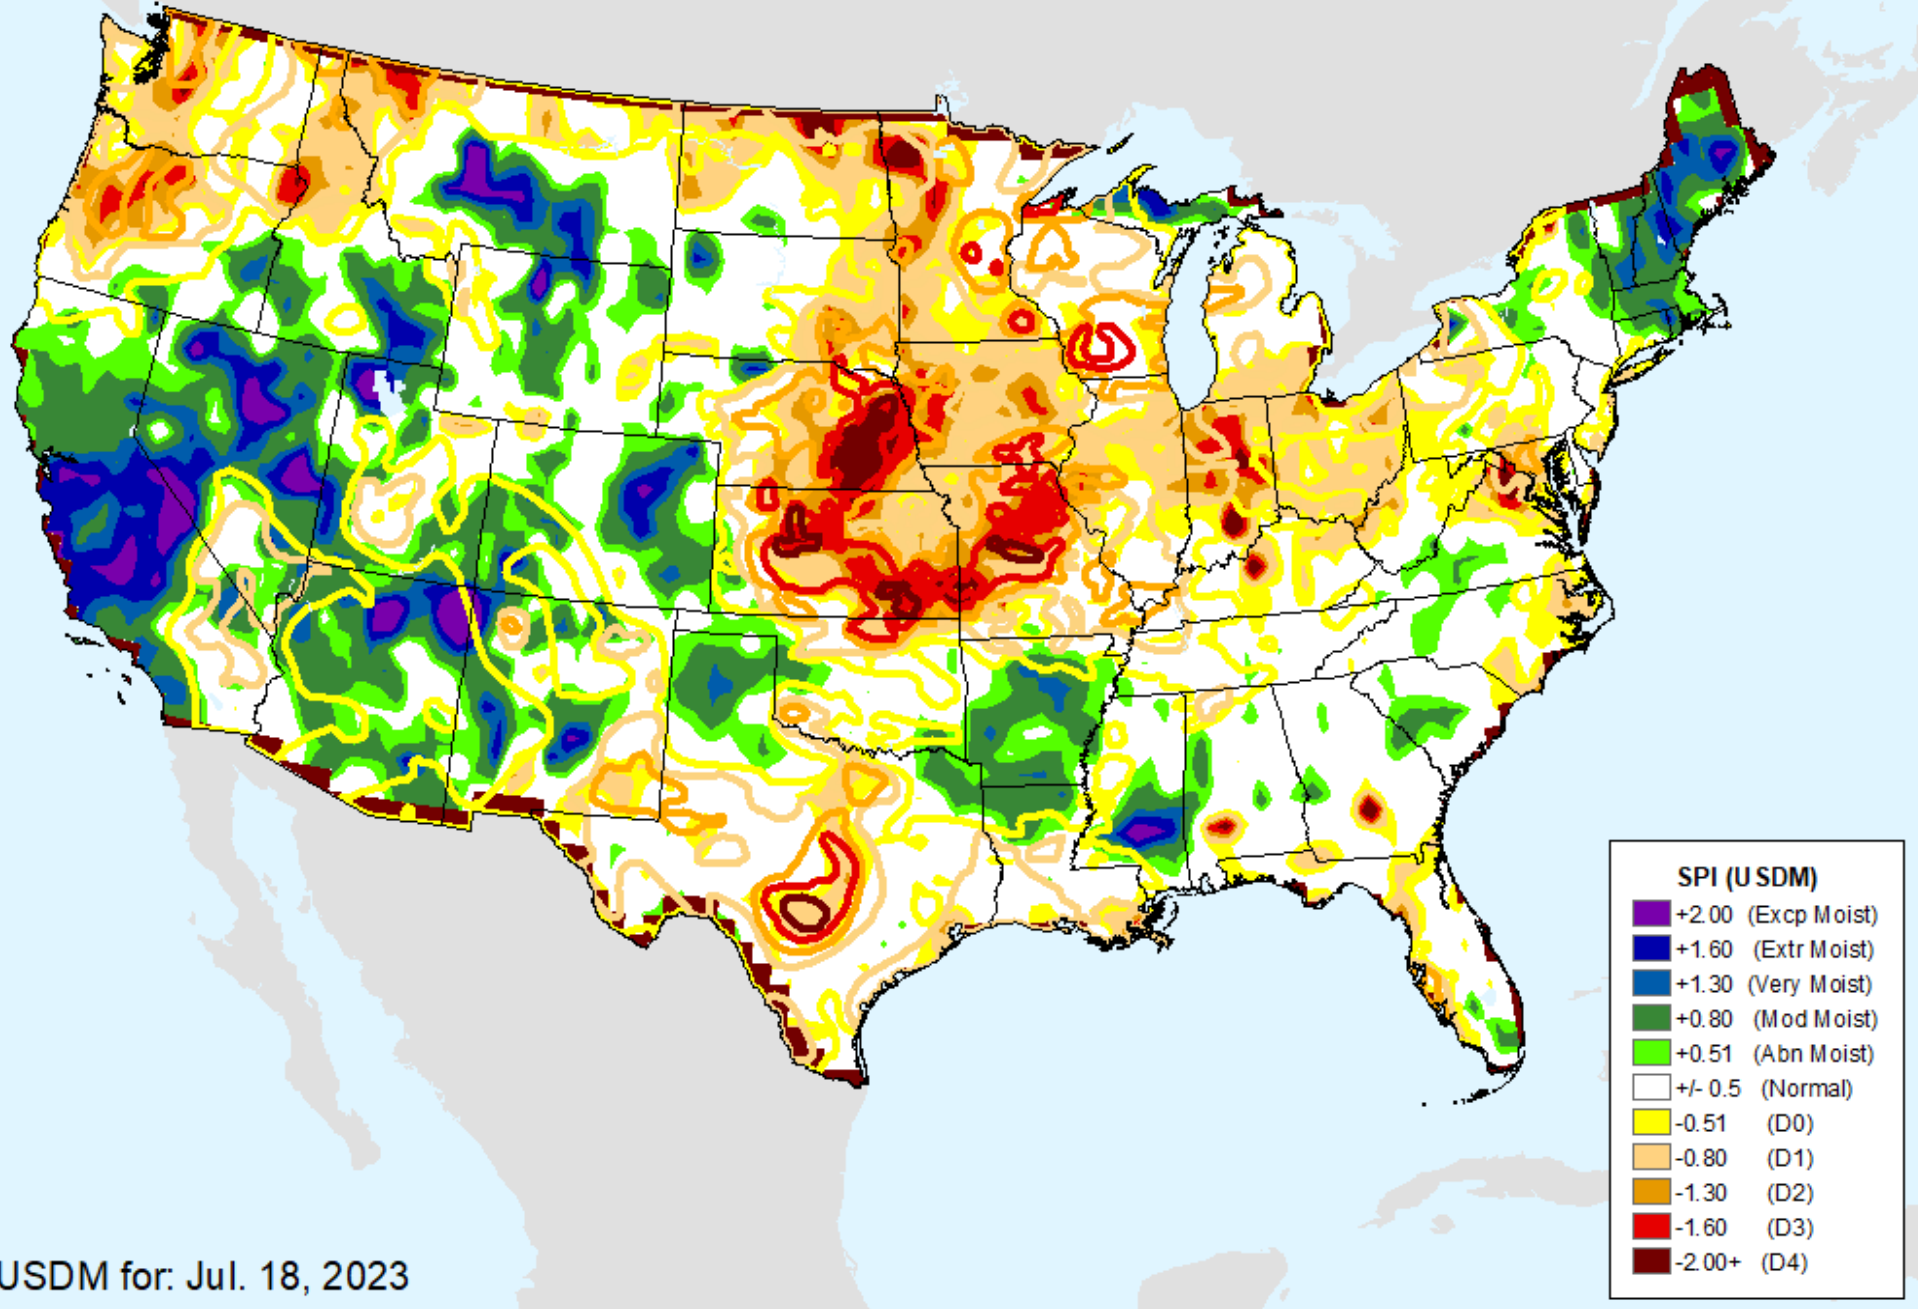 SPI (USDM)
+2.00 (Excp Moist)
+1.60 (Extr Moist)
+1.30 (Very Moist)
+0.80 (Mod Moist)
+0.51 (Abn Moist)
+/- 0.5 (Normal)
-0.51 (D0)
-0.80 (D1)
-1.30 (D2)
-1.60 (D3)
-2.00+ (D4)
USDM for: Jul. 18, 2023